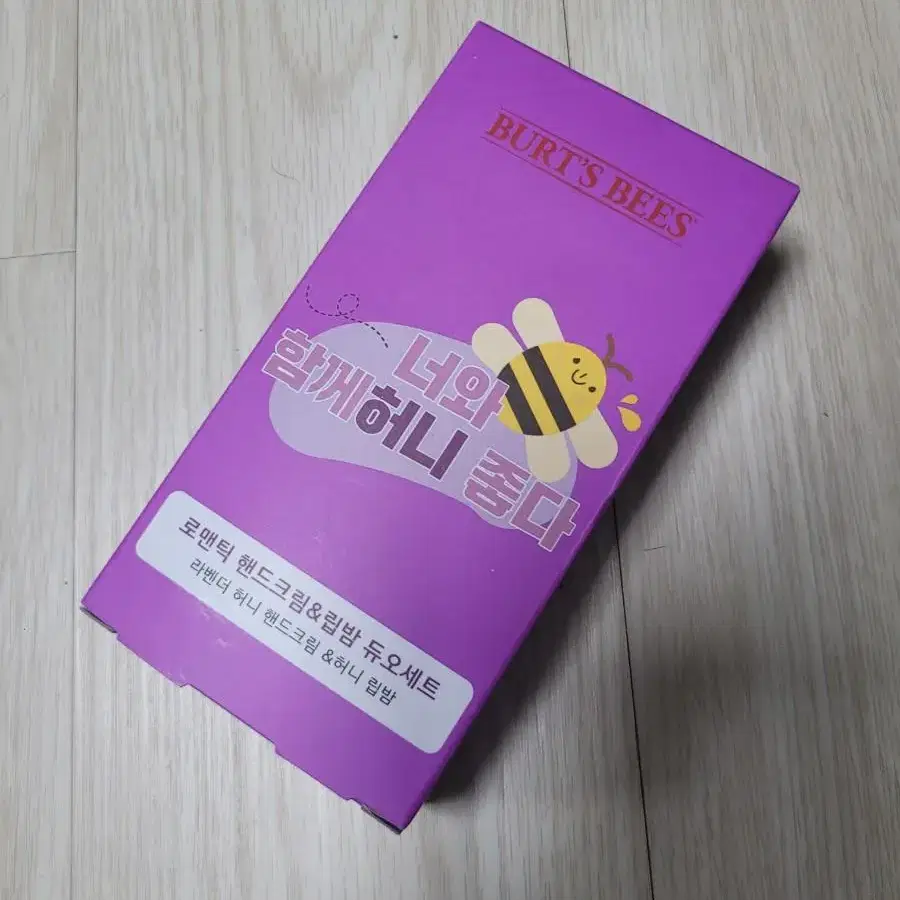 BURT'S BEES
너와
함께허니 좋다
로맨틱 핸드크림&립밤 듀오세트
라벤더 허니 핸드크림 &허니 립밤